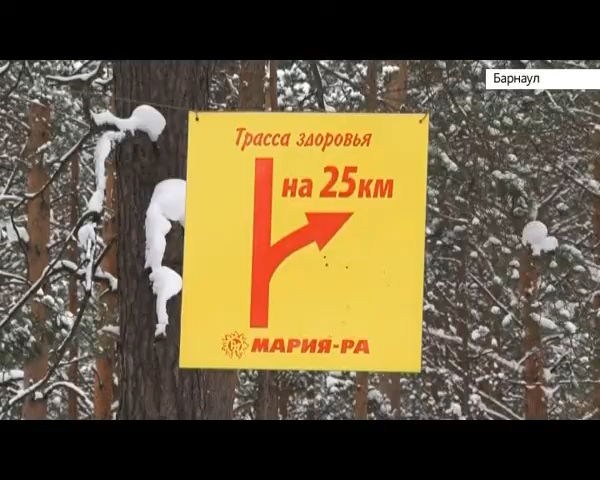 Барнаул
Трасса здоровья
на 25км
МАРИЯ-РА